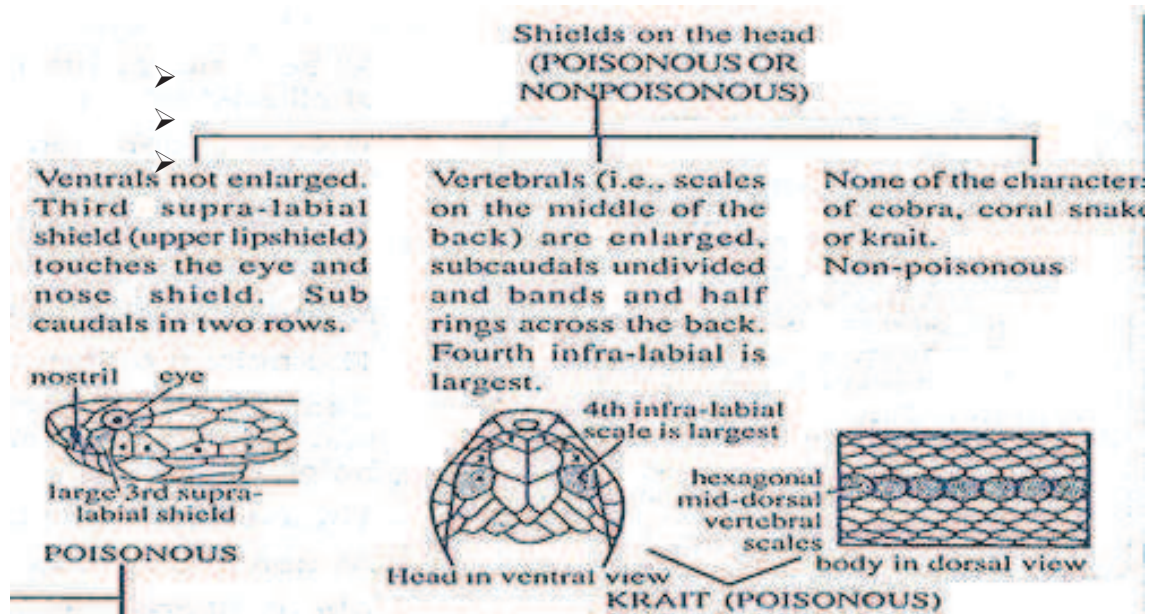 Shields on the head
(POISONOUS OR
NONPOISONOUS)
Ventrals not enlarged.
Third supra-labial
shield (upper lipshield)
touches the eye and
nose shield. Sub
caudals in two rows.
nostril eye
large 3rd supra-
labial shield
POISONOUS
Vertebrals (i.e., scales
on the middle of the
back) are enlarged,
subcaudals undivided
and bands and half
rings across the back.
Fourth infra-labial is
largest.
4th infra-labial
scale is largest
Head in ventral view
hexagonal
mid-dorsal
vertebral
scales
body in dorsal view
KRAIT (POISONOUS)
None of the character
of cobra, coral snake
or krait.
Non-poisonous